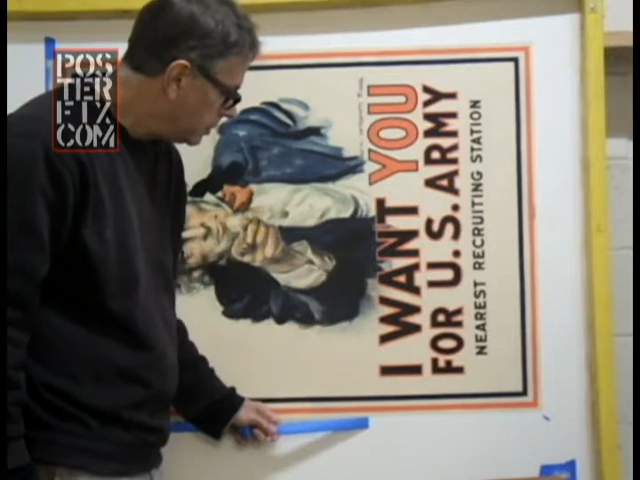 POS
TER
FIX
COM
I WANT YOU
FOR U.S. ARMY
NEAREST RECRUITING STATION